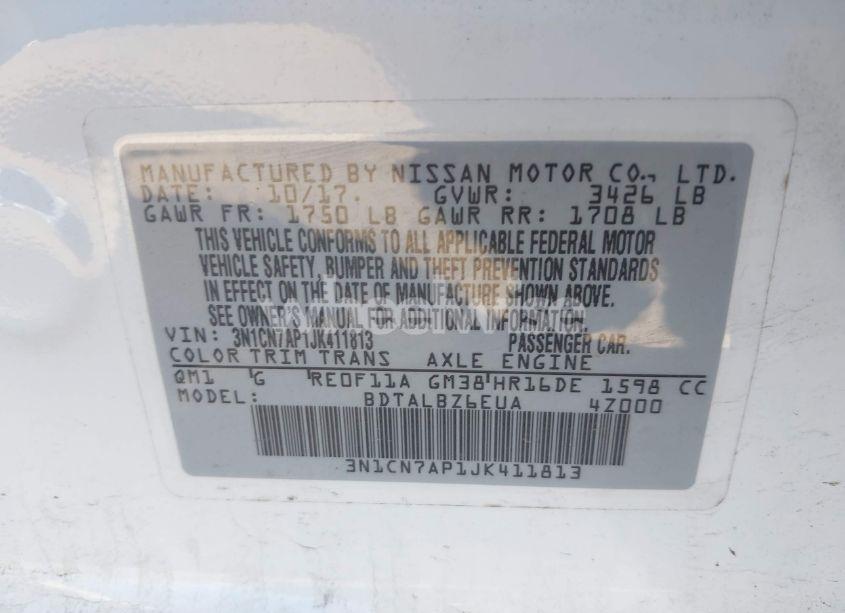 MANUFACTURED BY NISSAN MOTOR CO., LTD.
DATE: 10/17. GVWR: 3426 LB
GAWR FR: 1750 LB GAWR RR: 1708 LB
THIS VEHICLE CONFORMS TO ALL APPLICABLE FEDERAL MOTOR
VEHICLE SAFETY, BUMPER AND THEFT PREVENTION STANDARDS
IN EFFECT ON THE DATE OF MANUFACTURE SHOWN ABOVE.
SEE OWNER'S MANUAL FOR ADDITIONAL INFORMATION.
VIN: 3N1CN7AP1JK411813 PASSENGER CAR.
COLOR TRIM TRANS AXLE ENGINE
QM1 G RE0F11A GM38 HR16DE 1598 CC
MODEL: BDTALBZ6EUA 4Z000
3N1CN7AP1JK411813